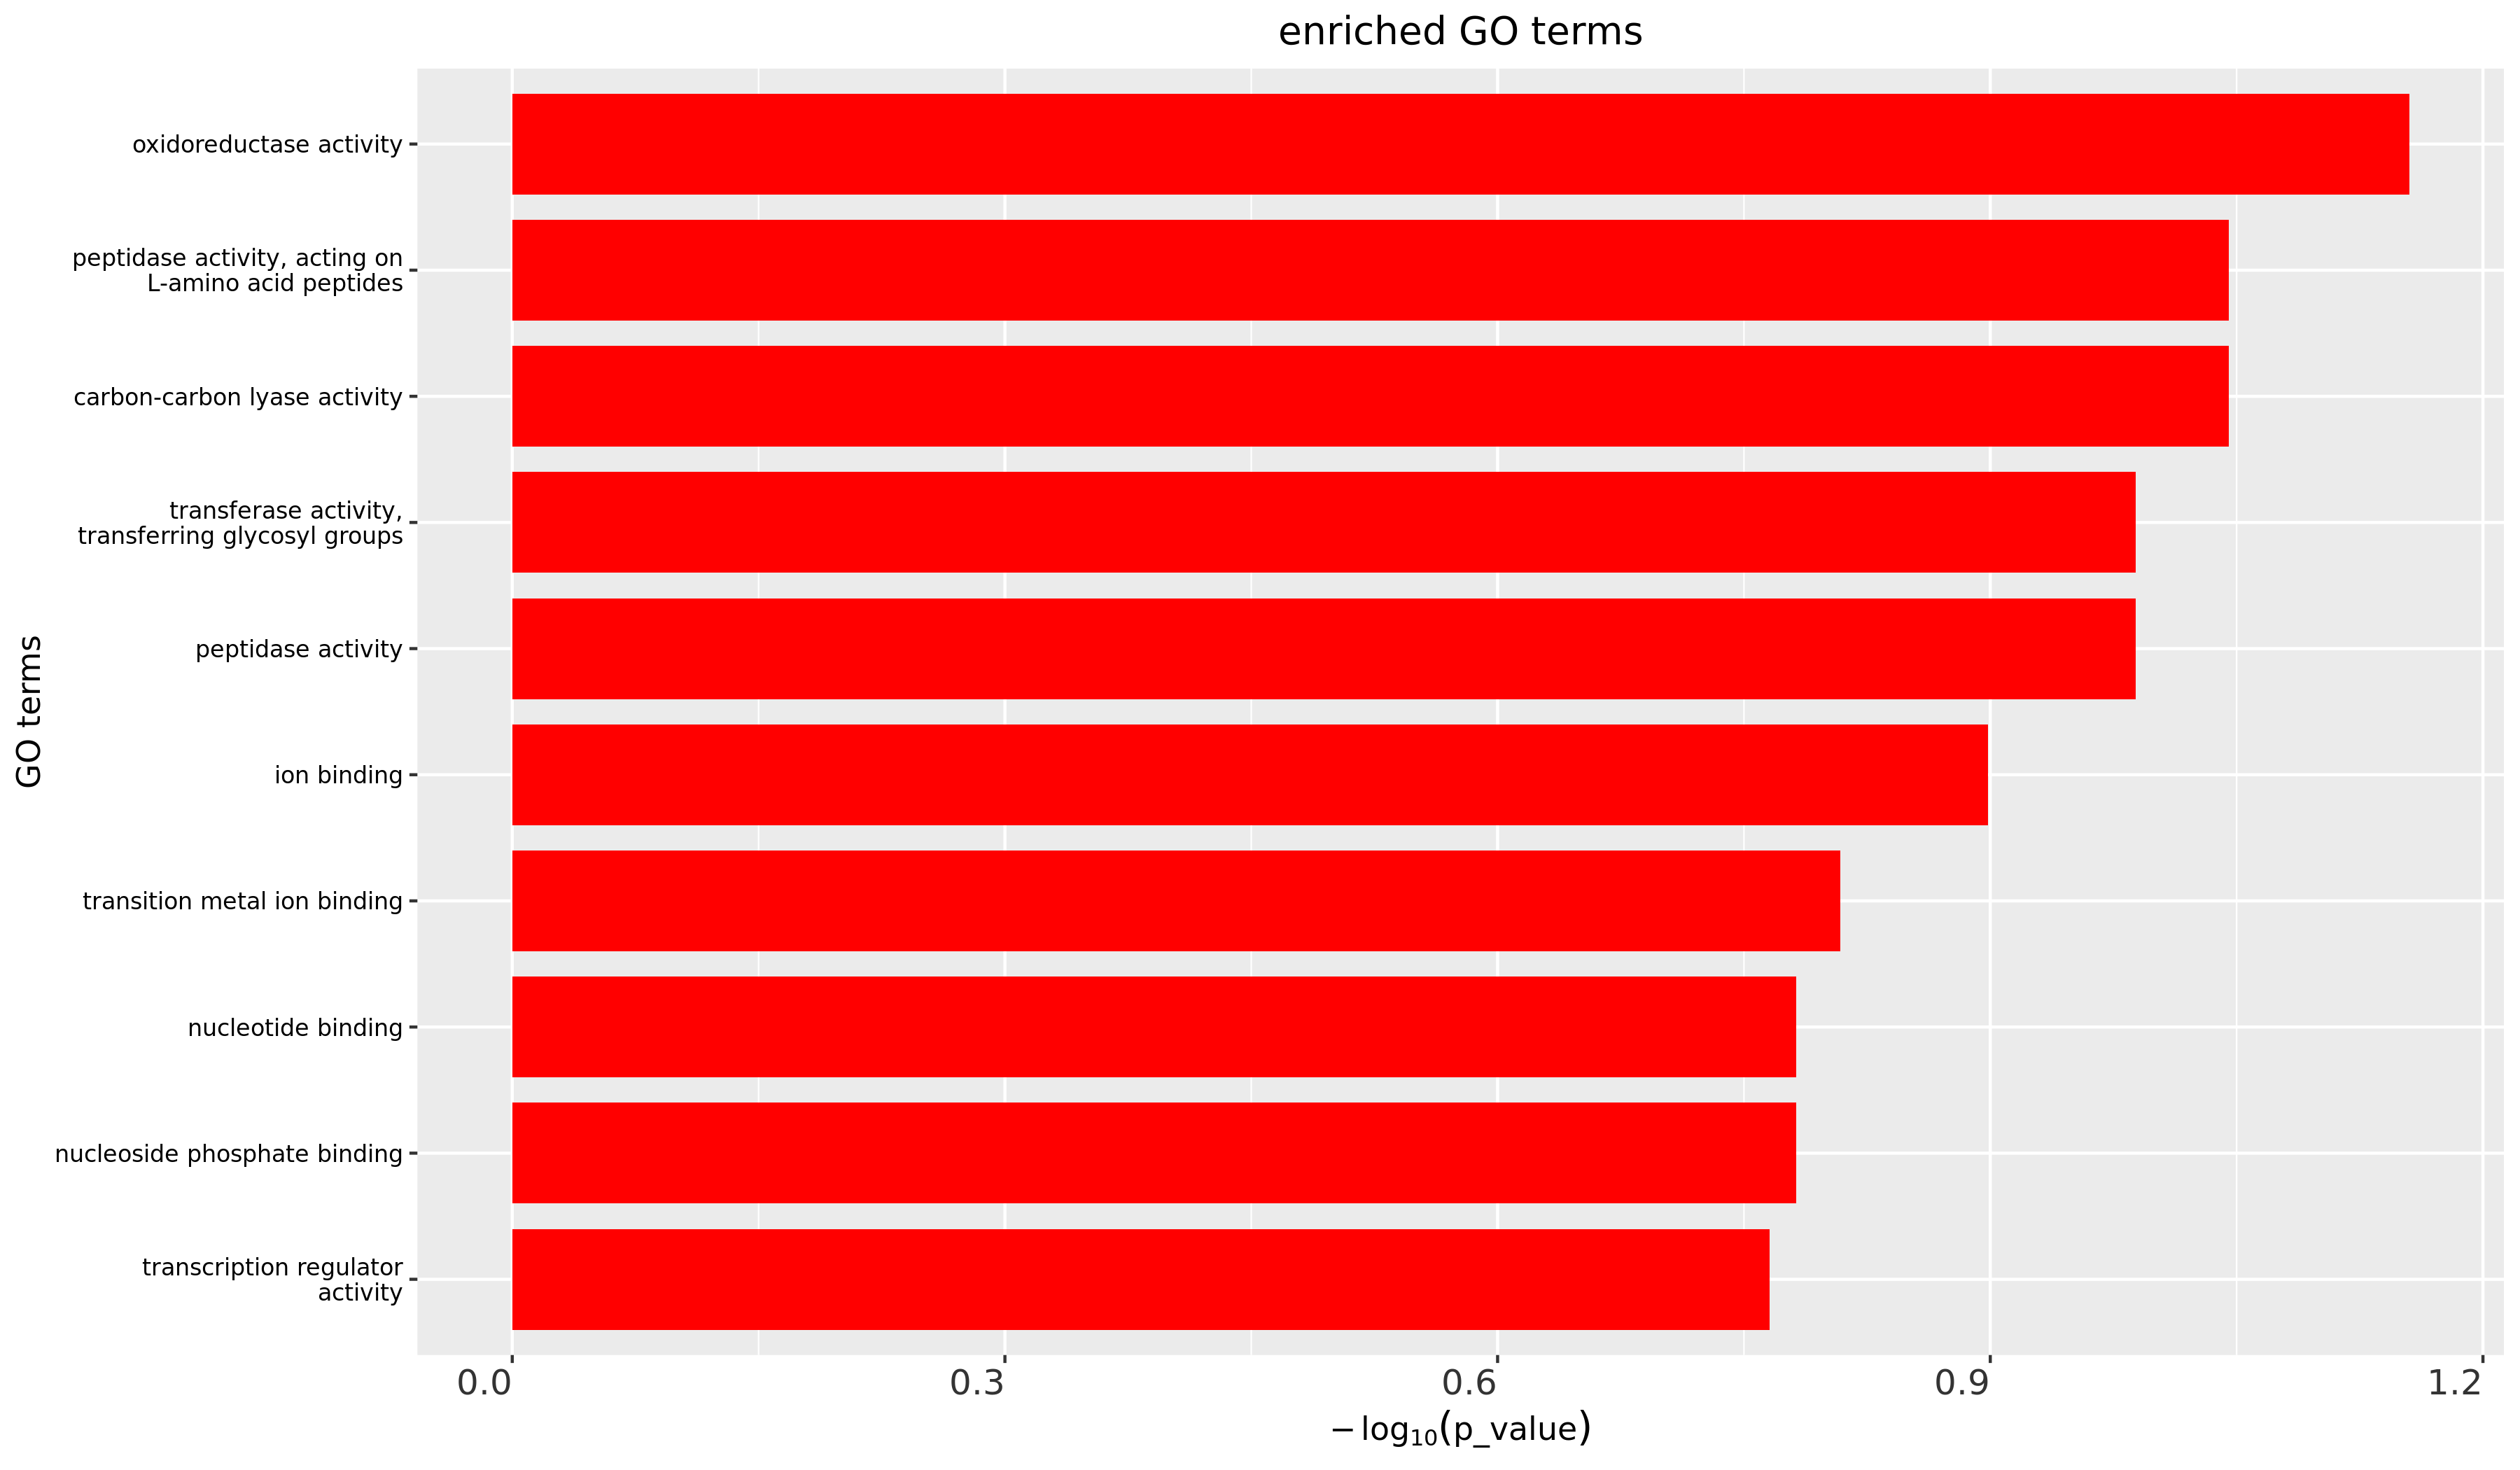 enriched GO terms
oxidoreductase activity
peptidase activity, acting on
L-amino acid peptides
carbon-carbon lyase activity
transferase activity,
transferring glycosyl groups
peptidase activity
ion binding
transition metal ion binding
nucleotide binding
nucleoside phosphate binding
transcription regulator
activity
GO terms
0.0 0.3 0.6 0.9 1.2
−log₁₀(p_value)